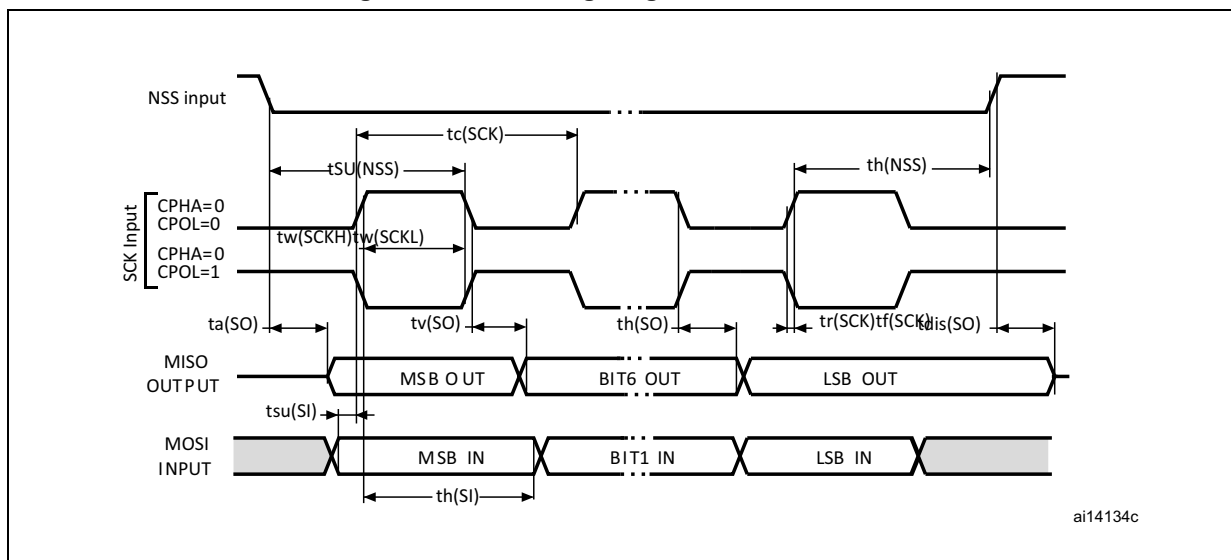 NSS input
tc(SCK)
tSU(NSS)
th(NSS)
SCK Input
CPHA=0
CPOL=0
tw(SCKH)
tw(SCKL)
CPHA=0
CPOL=1
ta(SO)
tv(SO)
th(SO)
tr(SCK)
tf(SCK)
tdis(SO)
MISO
OUTPUT
MSB OUT
BIT6 OUT
LSB OUT
tsu(SI)
MOSI
INPUT
MSB IN
BIT1 IN
LSB IN
th(SI)
ai14134c